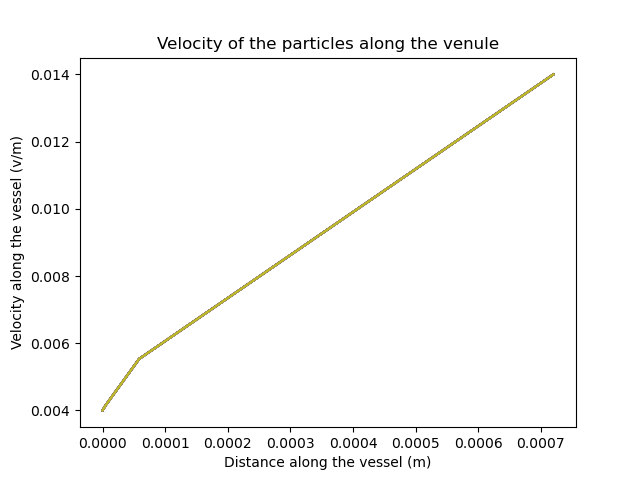 Velocity of the particles along the venule
0.014
0.012
0.010
0.008
0.006
0.004
Velocity along the vessel (v/m)
0.0000 0.0001 0.0002 0.0003 0.0004 0.0005 0.0006 0.0007
Distance along the vessel (m)